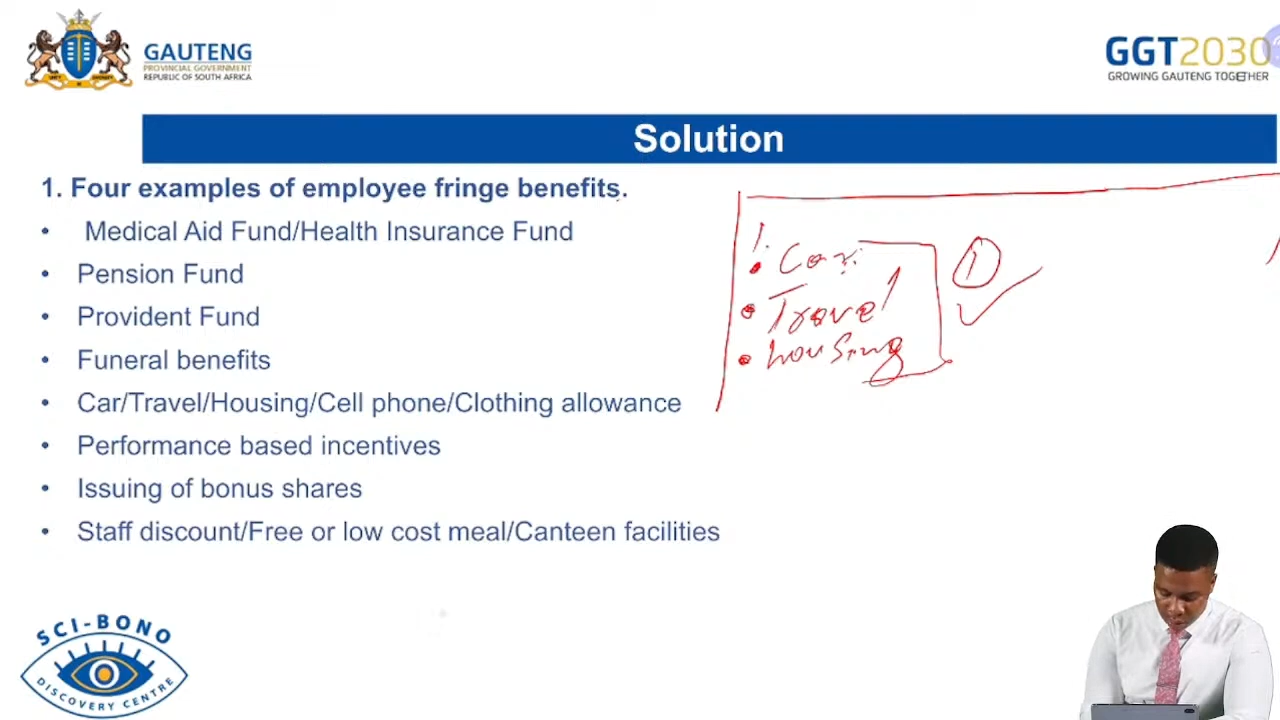 GAUTENG
PROVINCIAL GOVERNMENT
REPUBLIC OF SOUTH AFRICA
GGT2030
GROWING GAUTENG TOGETHER
Solution
1. Four examples of employee fringe benefits.
• Medical Aid Fund/Health Insurance Fund
• Pension Fund
• Provident Fund
• Funeral benefits
• Car/Travel/Housing/Cell phone/Clothing allowance
• Performance based incentives
• Issuing of bonus shares
• Staff discount/Free or low cost meal/Canteen facilities
1.
• Car
• Travel
• housing
1
SCI-BONO
DISCOVERY CENTRE